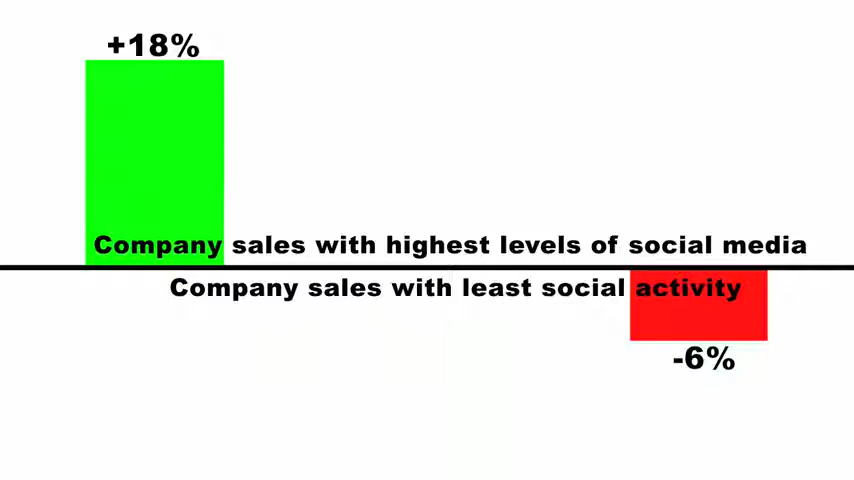 +18%
Company sales with highest levels of social media
Company sales with least social activity
-6%